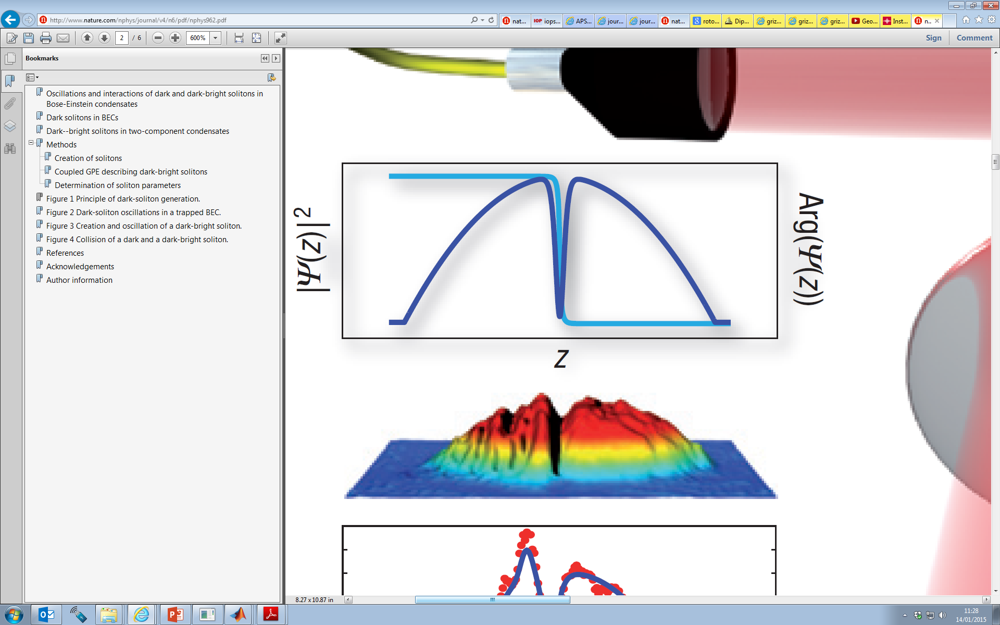 http://www.nature.com/nphys/journal/v4/n6/pdf/nphys962.pdf
nat...
iops...
APS...
jour...
jour...
nat...
roto...
Dip...
griz...
griz...
griz...
Geo...
Inst...
n..
2 / 6
600%
Sign
Comment
Bookmarks
Oscillations and interactions of dark and dark-bright solitons in
Bose-Einstein condensates
Dark solitons in BECs
Dark--bright solitons in two-component condensates
Methods
Creation of solitons
Coupled GPE describing dark-bright solitons
Determination of soliton parameters
Figure 1 Principle of dark-soliton generation.
Figure 2 Dark-soliton oscillations in a trapped BEC.
Figure 3 Creation and oscillation of a dark-bright soliton.
Figure 4 Collision of a dark and a dark-bright soliton.
References
Acknowledgements
Author information
|Ψ(z)|²
Arg(Ψ(z))
z
8.27 x 10.87 in
11:28
14/01/2015